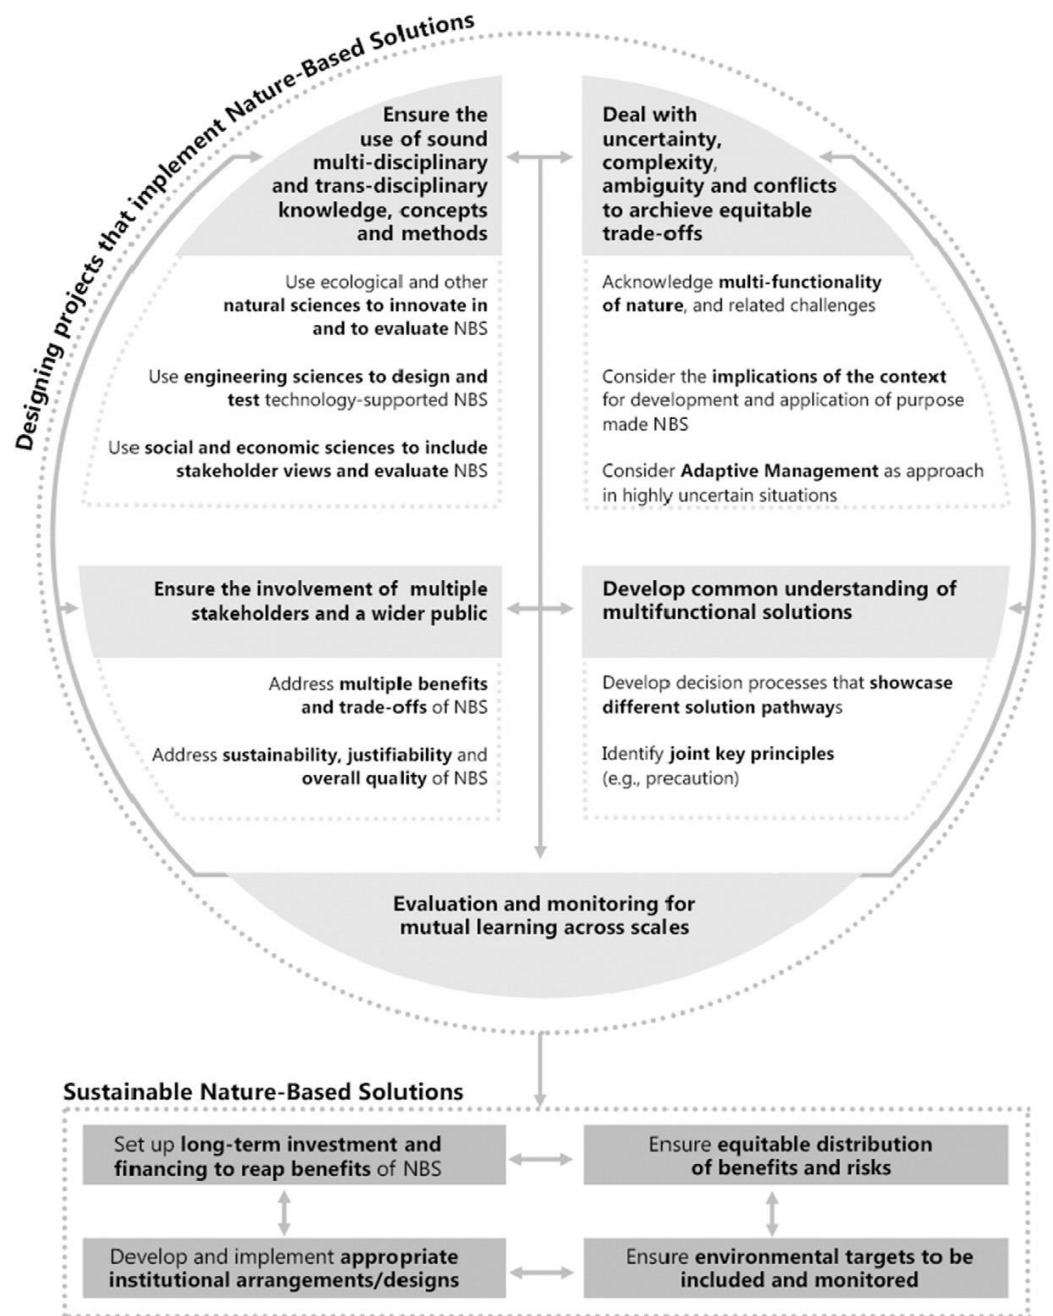 Designing projects that implement Nature-Based Solutions
Ensure the
use of sound
multi-disciplinary
and trans-disciplinary
knowledge, concepts
and methods
Use ecological and other
natural sciences to innovate in
and to evaluate NBS
Use engineering sciences to design and
test technology-supported NBS
Use social and economic sciences to include
stakeholder views and evaluate NBS
Deal with
uncertainty,
complexity,
ambiguity and conflicts
to archieve equitable
trade-offs
Acknowledge multi-functionality
of nature, and related challenges
Consider the implications of the context
for development and application of purpose
made NBS
Consider Adaptive Management as approach
in highly uncertain situations
Ensure the involvement of multiple
stakeholders and a wider public
Address multiple benefits
and trade-offs of NBS
Address sustainability, justifiability and
overall quality of NBS
Develop common understanding of
multifunctional solutions
Develop decision processes that showcase
different solution pathways
Identify joint key principles
(e.g., precaution)
Evaluation and monitoring for
mutual learning across scales
Sustainable Nature-Based Solutions
Set up long-term investment and
financing to reap benefits of NBS
Ensure equitable distribution
of benefits and risks
Develop and implement appropriate
institutional arrangements/designs
Ensure environmental targets to be
included and monitored